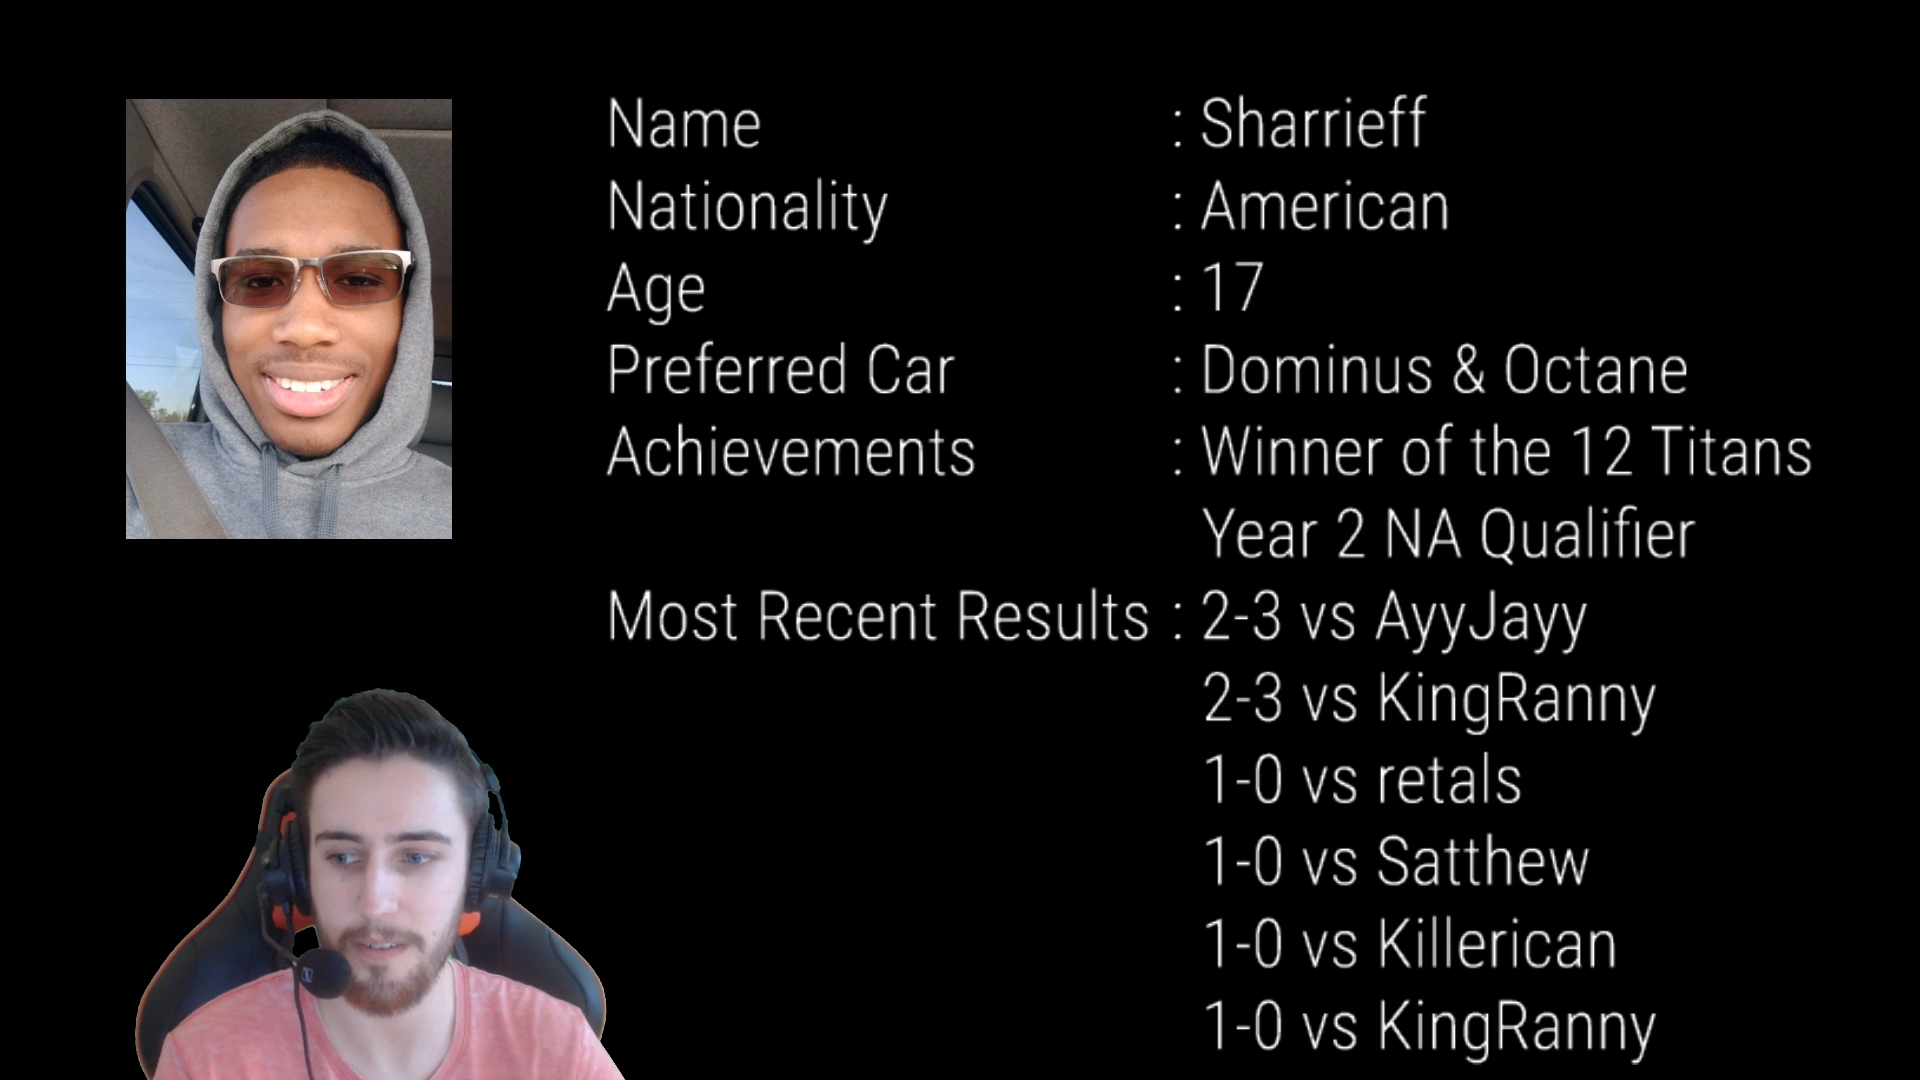 Name : Sharrieff
Nationality : American
Age : 17
Preferred Car : Dominus & Octane
Achievements : Winner of the 12 Titans
Year 2 NA Qualifier
Most Recent Results : 2-3 vs AyyJayy
2-3 vs KingRanny
1-0 vs retals
1-0 vs Satthew
1-0 vs Killerican
1-0 vs KingRanny